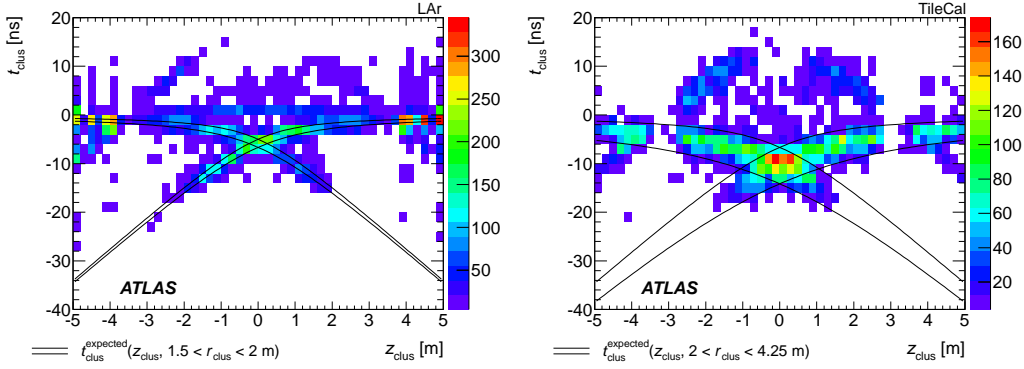 LAr
t_clus [ns]
20
10
0
-10
-20
-30
-40
-5 -4 -3 -2 -1 0 1 2 3 4 5
300
250
200
150
100
50
ATLAS
z_clus [m]
t_clus^expected(z_clus, 1.5 < r_clus < 2 m)
TileCal
t_clus [ns]
20
10
0
-10
-20
-30
-40
-5 -4 -3 -2 -1 0 1 2 3 4 5
160
140
120
100
80
60
40
20
ATLAS
z_clus [m]
t_clus^expected(z_clus, 2 < r_clus < 4.25 m)